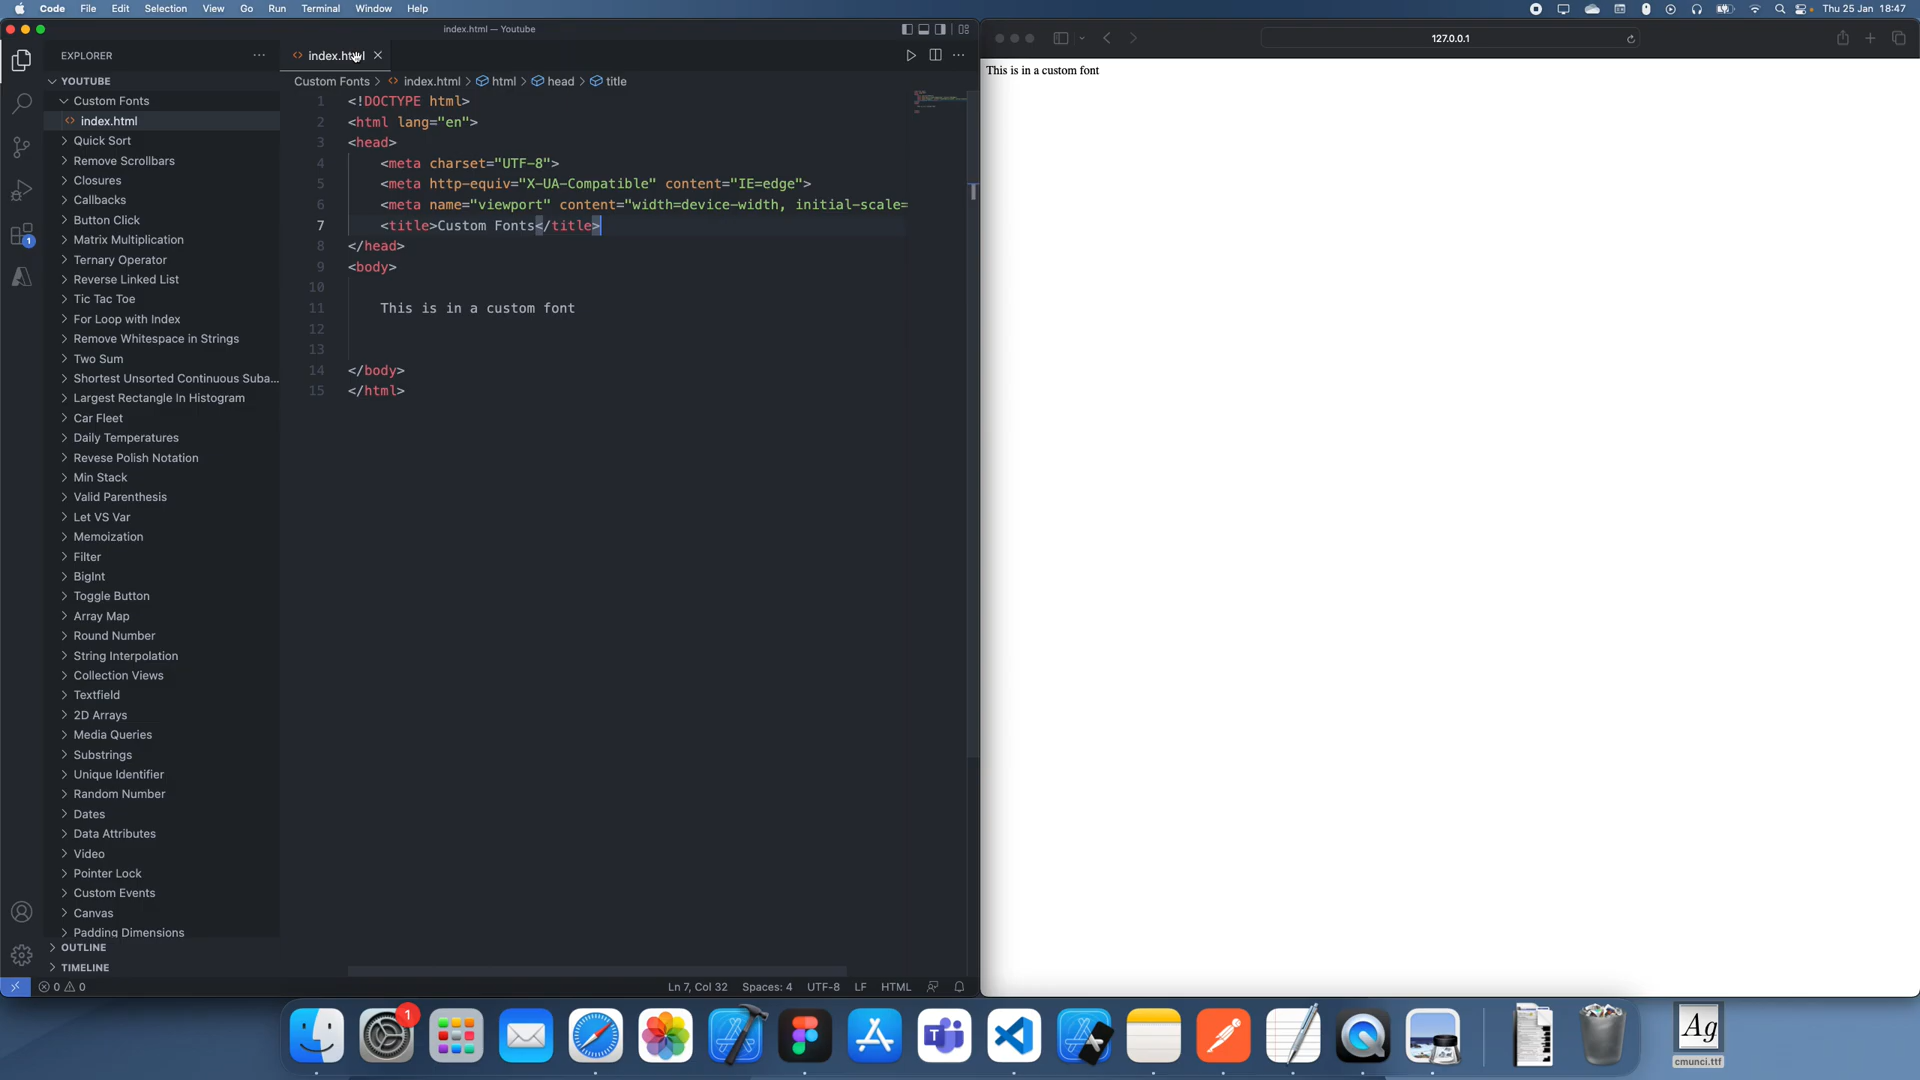 Code File Edit Selection View Go Run Terminal Window Help
Thu 25 Jan 18:47
index.html — Youtube
127.0.0.1
EXPLORER
index.html
YOUTUBE
Custom Fonts
index.html
Quick Sort
Remove Scrollbars
Closures
Callbacks
Button Click
Matrix Multiplication
Ternary Operator
Reverse Linked List
Tic Tac Toe
For Loop with Index
Remove Whitespace in Strings
Two Sum
Shortest Unsorted Continuous Suba...
Largest Rectangle In Histogram
Car Fleet
Daily Temperatures
Revese Polish Notation
Min Stack
Valid Parenthesis
Let VS Var
Memoization
Filter
BigInt
Toggle Button
Array Map
Round Number
String Interpolation
Collection Views
Textfield
2D Arrays
Media Queries
Substrings
Unique Identifier
Random Number
Dates
Data Attributes
Video
Pointer Lock
Custom Events
Canvas
Padding Dimensions
OUTLINE
TIMELINE
1
Custom Fonts > index.html > html > head > title
1 <!DOCTYPE html>
2 <html lang="en">
3 <head>
4 <meta charset="UTF-8">
5 <meta http-equiv="X-UA-Compatible" content="IE=edge">
6 <meta name="viewport" content="width=device-width, initial-scale=
7 <title>Custom Fonts</title>
8 </head>
9 <body>
10
11 This is in a custom font
12
13
14 </body>
15 </html>
This is in a custom font
0 0
Ln 7, Col 32 Spaces: 4 UTF-8 LF HTML
1
Ag
cmunci.ttf